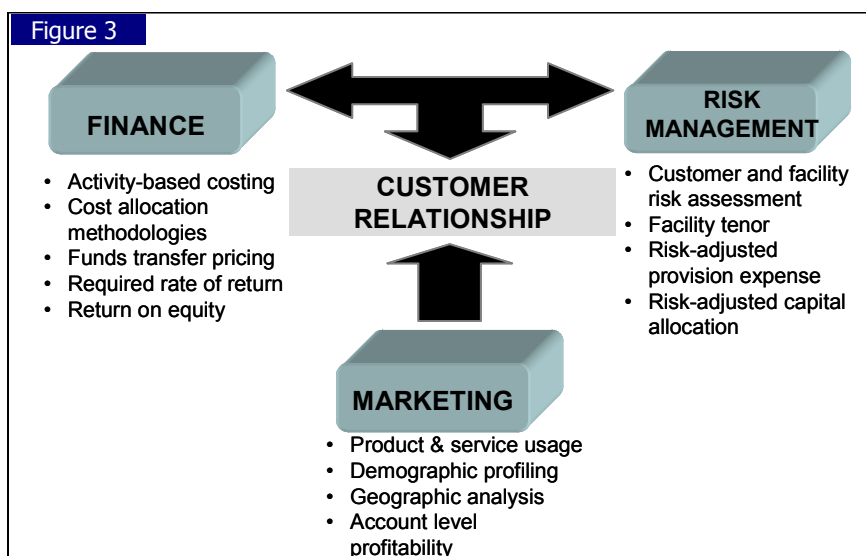 Figure 3
FINANCE
• Activity-based costing
• Cost allocation
methodologies
• Funds transfer pricing
• Required rate of return
• Return on equity
CUSTOMER
RELATIONSHIP
RISK
MANAGEMENT
• Customer and facility
risk assessment
• Facility tenor
• Risk-adjusted
provision expense
• Risk-adjusted capital
allocation
MARKETING
• Product & service usage
• Demographic profiling
• Geographic analysis
• Account level
profitability